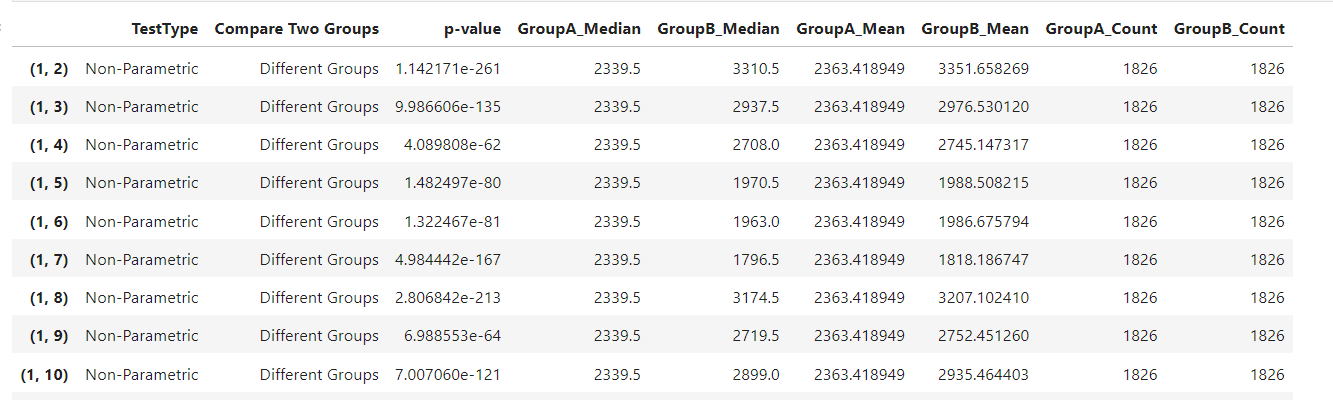 TestType Compare Two Groups p-value GroupA_Median GroupB_Median GroupA_Mean GroupB_Mean GroupA_Count GroupB_Count
(1, 2) Non-Parametric Different Groups 1.142171e-261 2339.5 3310.5 2363.418949 3351.658269 1826 1826
(1, 3) Non-Parametric Different Groups 9.986606e-135 2339.5 2937.5 2363.418949 2976.530120 1826 1826
(1, 4) Non-Parametric Different Groups 4.089808e-62 2339.5 2708.0 2363.418949 2745.147317 1826 1826
(1, 5) Non-Parametric Different Groups 1.482497e-80 2339.5 1970.5 2363.418949 1988.508215 1826 1826
(1, 6) Non-Parametric Different Groups 1.322467e-81 2339.5 1963.0 2363.418949 1986.675794 1826 1826
(1, 7) Non-Parametric Different Groups 4.984442e-167 2339.5 1796.5 2363.418949 1818.186747 1826 1826
(1, 8) Non-Parametric Different Groups 2.806842e-213 2339.5 3174.5 2363.418949 3207.102410 1826 1826
(1, 9) Non-Parametric Different Groups 6.988553e-64 2339.5 2719.5 2363.418949 2752.451260 1826 1826
(1, 10) Non-Parametric Different Groups 7.007060e-121 2339.5 2899.0 2363.418949 2935.464403 1826 1826